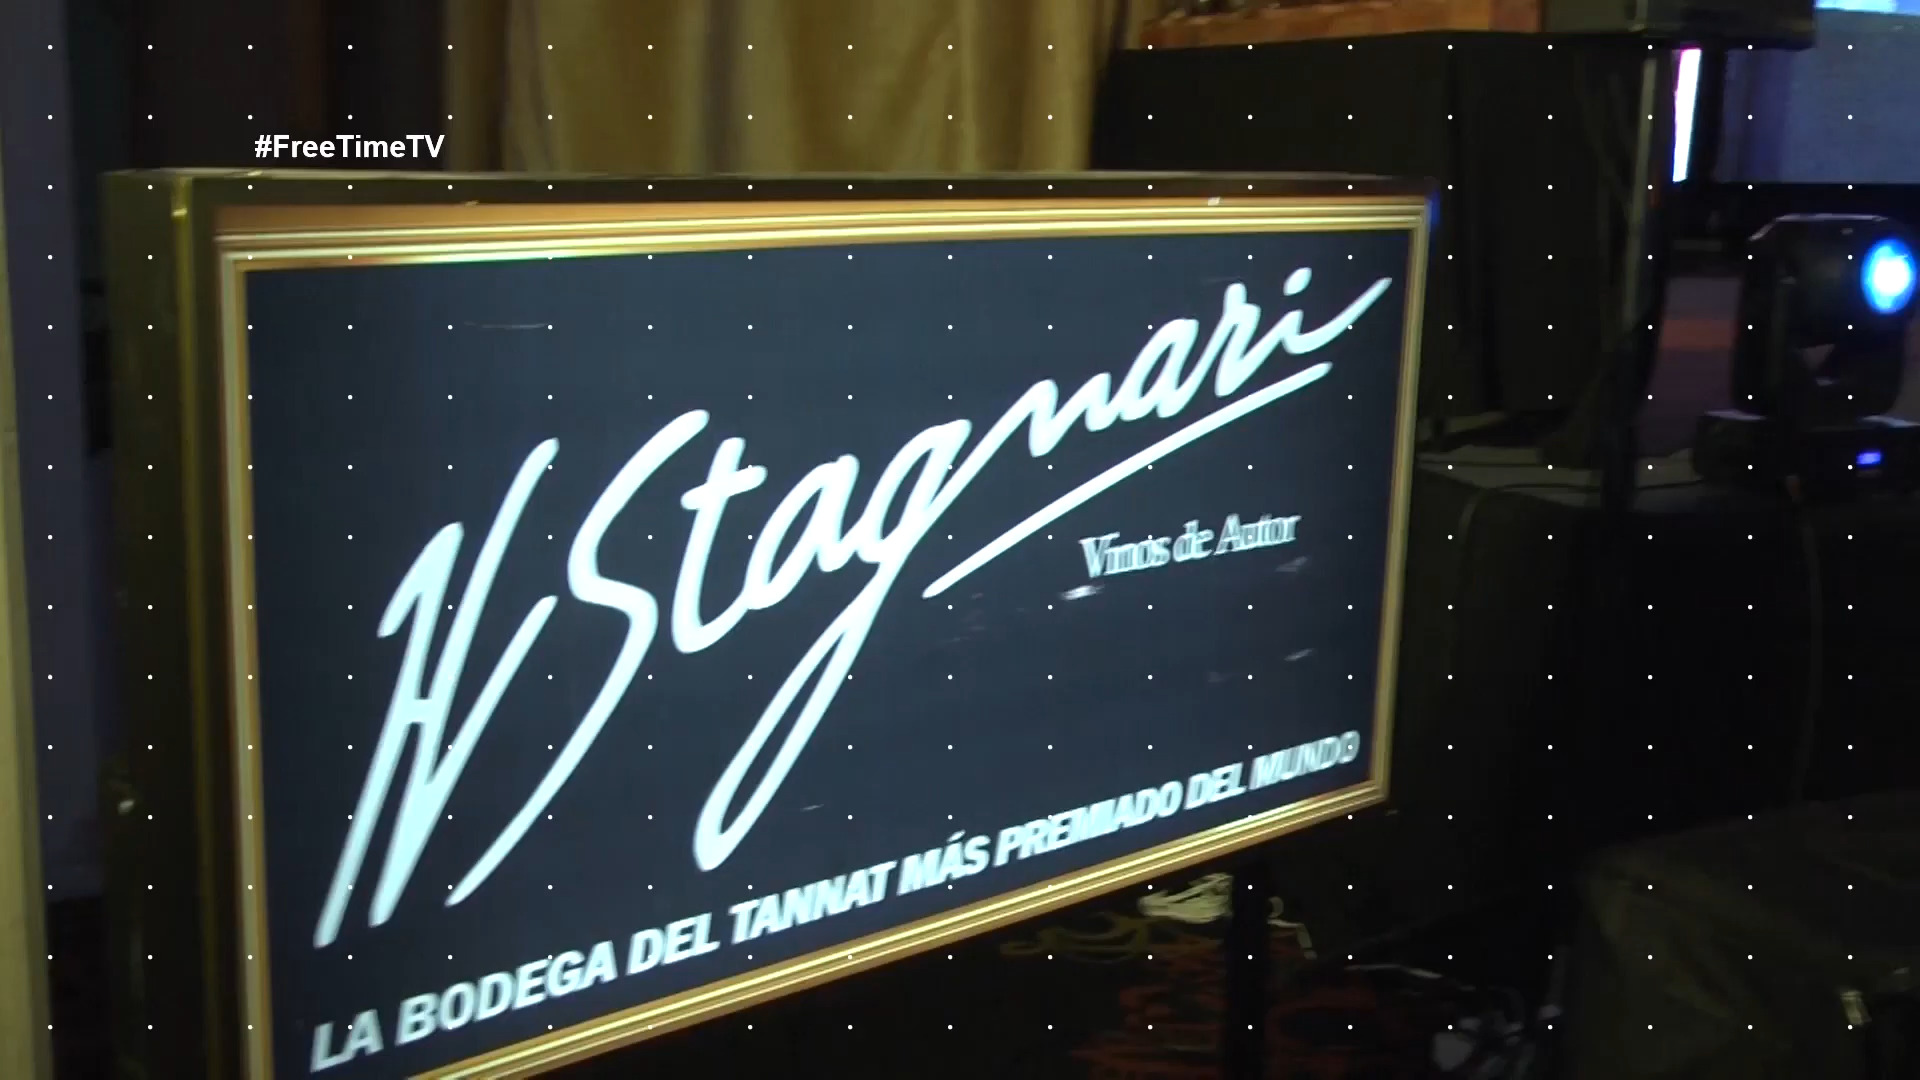 #FreeTimeTV
H Stagnari
Vinos de Autor
LA BODEGA DEL TANNAT MÁS PREMIADO DEL MUNDO